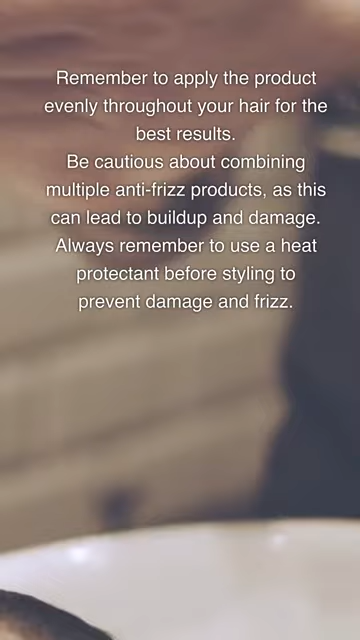 Remember to apply the product
evenly throughout your hair for the
best results.
Be cautious about combining
multiple anti-frizz products, as this
can lead to buildup and damage.
Always remember to use a heat
protectant before styling to
prevent damage and frizz.